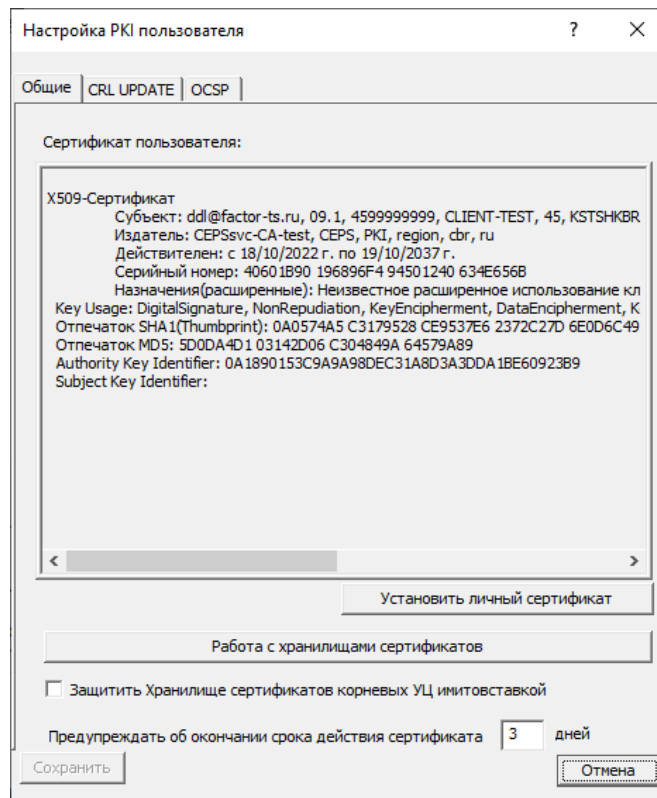 Настройка PKI пользователя
Общие
CRL UPDATE
OCSP
Сертификат пользователя:
X509-Сертификат
Субъект: ddl@factor-ts.ru, 09.1, 4599999999, CLIENT-TEST, 45, KSTSHKBR
Издатель: CEPSsvc-CA-test, CEPS, PKI, region, cbr, ru
Действителен: с 18/10/2022 г. по 19/10/2037 г.
Серийный номер: 40601B90 196896F4 94501240 634E656B
Назначения(расширенные): Неизвестное расширенное использование кл
Key Usage: DigitalSignature, NonRepudiation, KeyEncipherment, DataEncipherment, K
Отпечаток SHA1(Thumbprint): 0A0574A5 C3179528 CE9537E6 2372C27D 6E0D6C49
Отпечаток MD5: 5D0DA4D1 03142D06 C304849A 64579A89
Authority Key Identifier: 0A1890153C9A9A98DEC31A8D3A3DDA1BE60923B9
Subject Key Identifier:
Установить личный сертификат
Работа с хранилищами сертификатов
Защитить Хранилище сертификатов корневых УЦ имитовставкой
Предупреждать об окончании срока действия сертификата 3 дней
Сохранить
Отмена